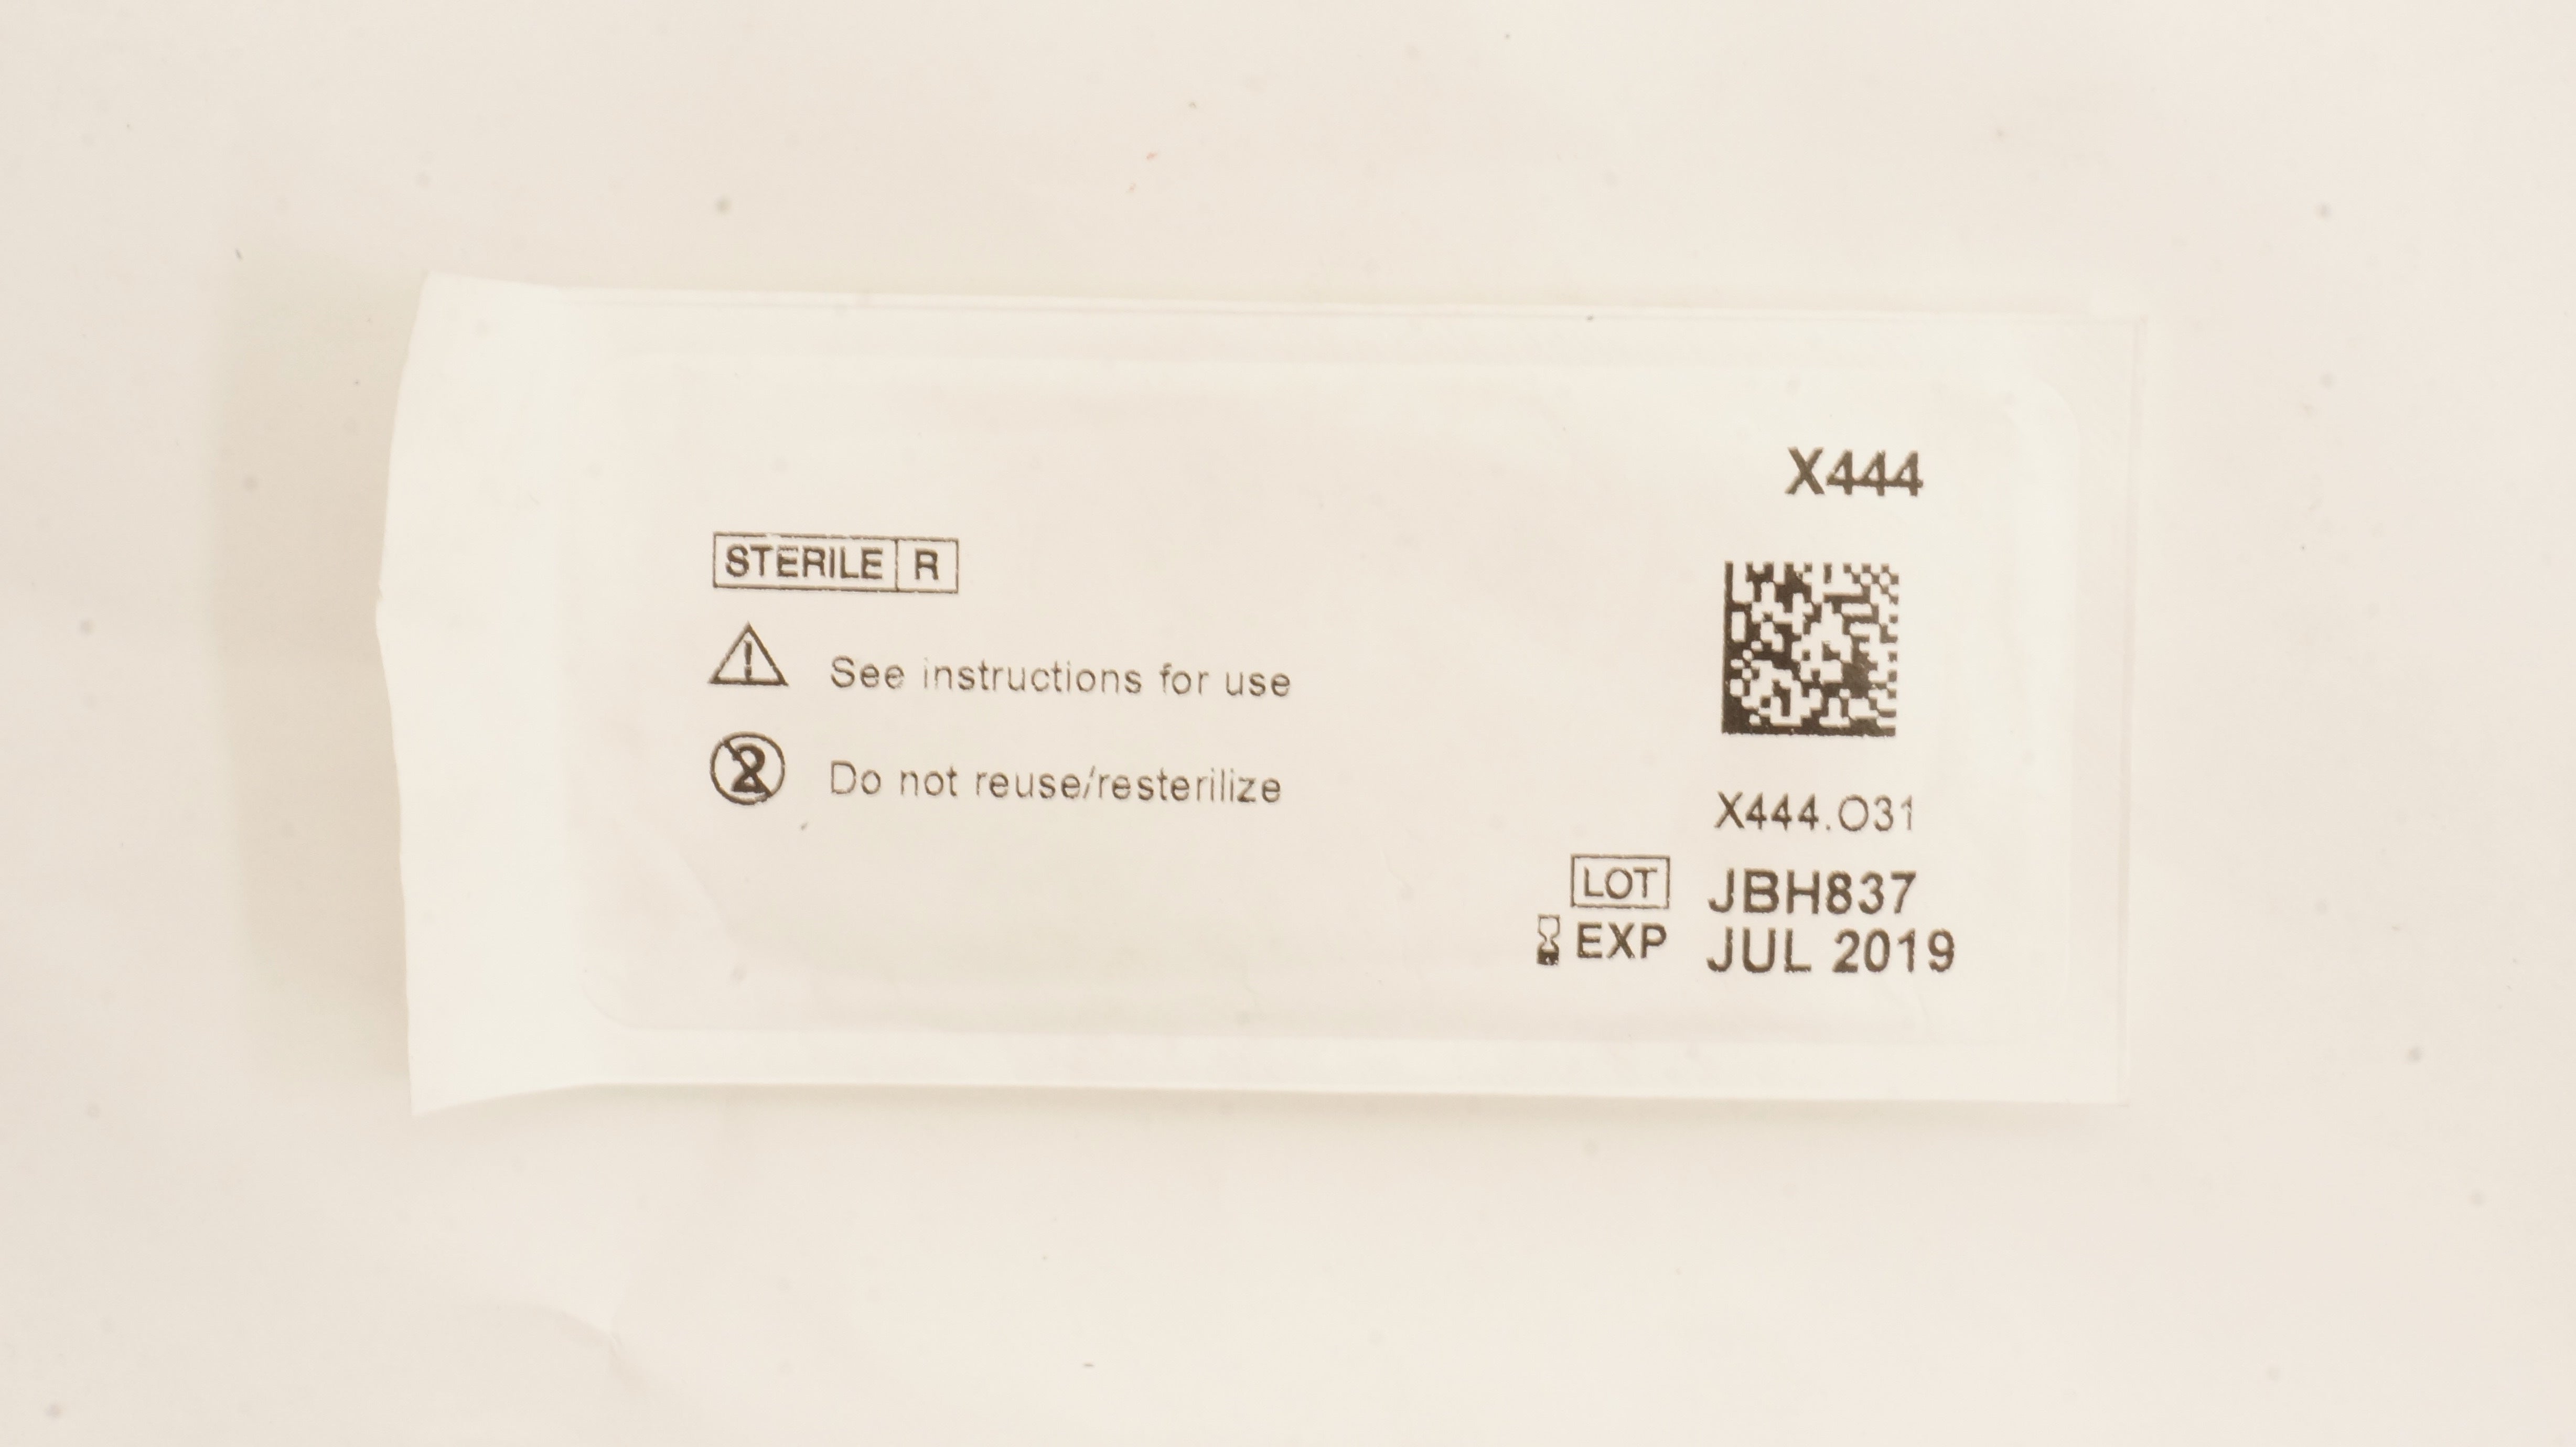 X444
STERILE R
See instructions for use
Do not reuse/resterilize
X444.O31
LOT JBH837
EXP JUL 2019